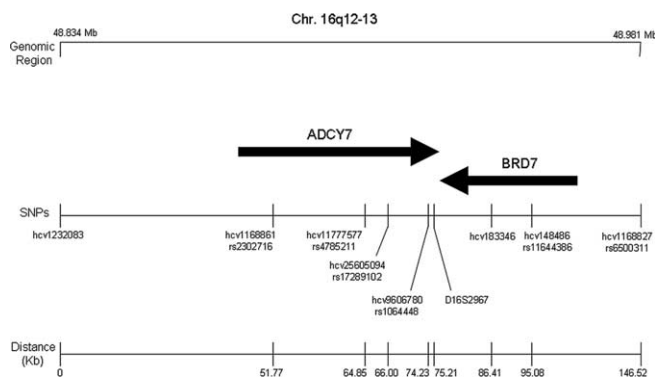 Chr. 16q12-13
48.834 Mb
48.981 Mb
Genomic
Region
ADCY7
BRD7
SNPs
hcv1232083
hcv1168861
rs2302716
hcv11777577
rs4785211
hcv25605094
rs17289102
hcv9606780
rs1064448
D16S2967
hcv183346
hcv148486
rs11644386
hcv1168827
rs6500311
Distance
(Kb)
0
51.77
64.85
66.00
74.23
75.21
86.41
95.08
146.52